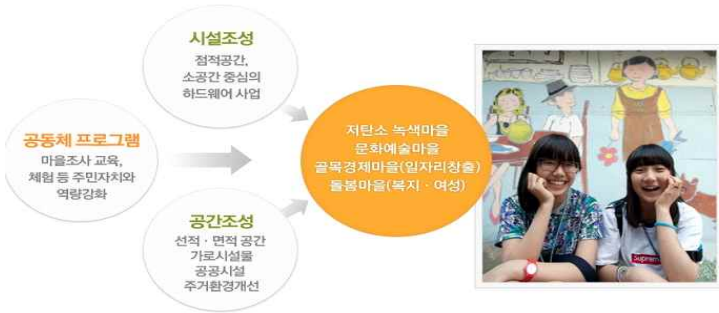 시설조성
점적공간,
소공간 중심의
하드웨어 사업
공동체 프로그램
마을조사 교육,
체험 등 주민자치와
역량강화
공간조성
선적 · 면적 공간
가로시설물
공공시설
주거환경개선
저탄소 녹색마을
문화예술마을
골목경제마을(일자리창출)
돌봄마을(복지 · 여성)
Supreme